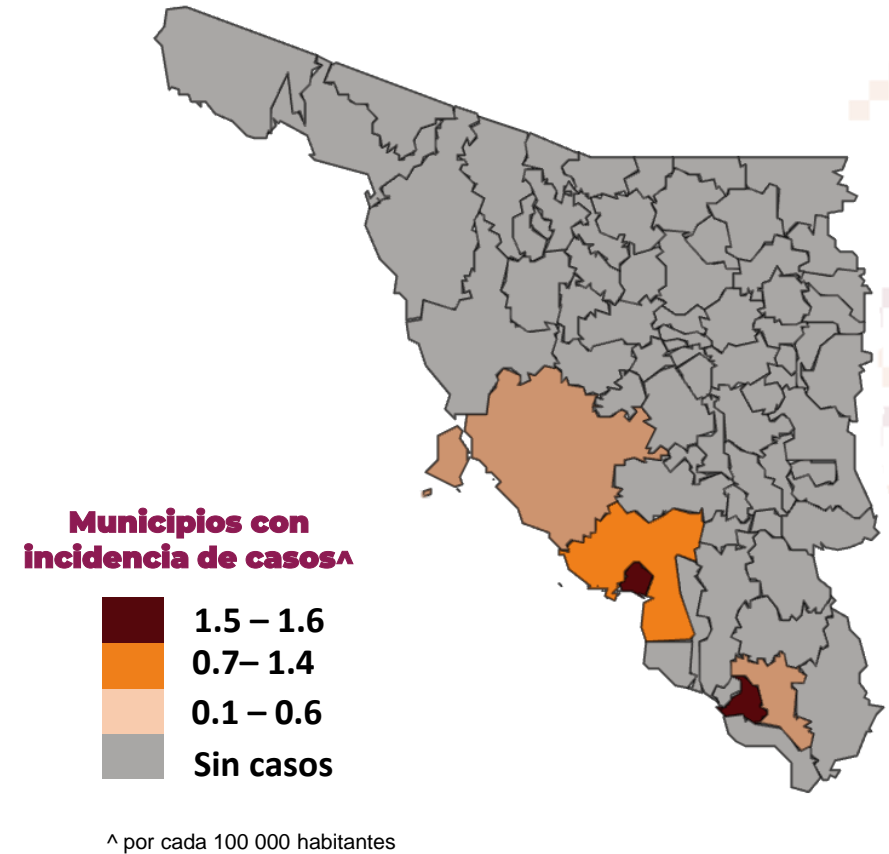 Municipios con
incidencia de casos^
1.5 – 1.6
0.7– 1.4
0.1 – 0.6
Sin casos
^ por cada 100 000 habitantes